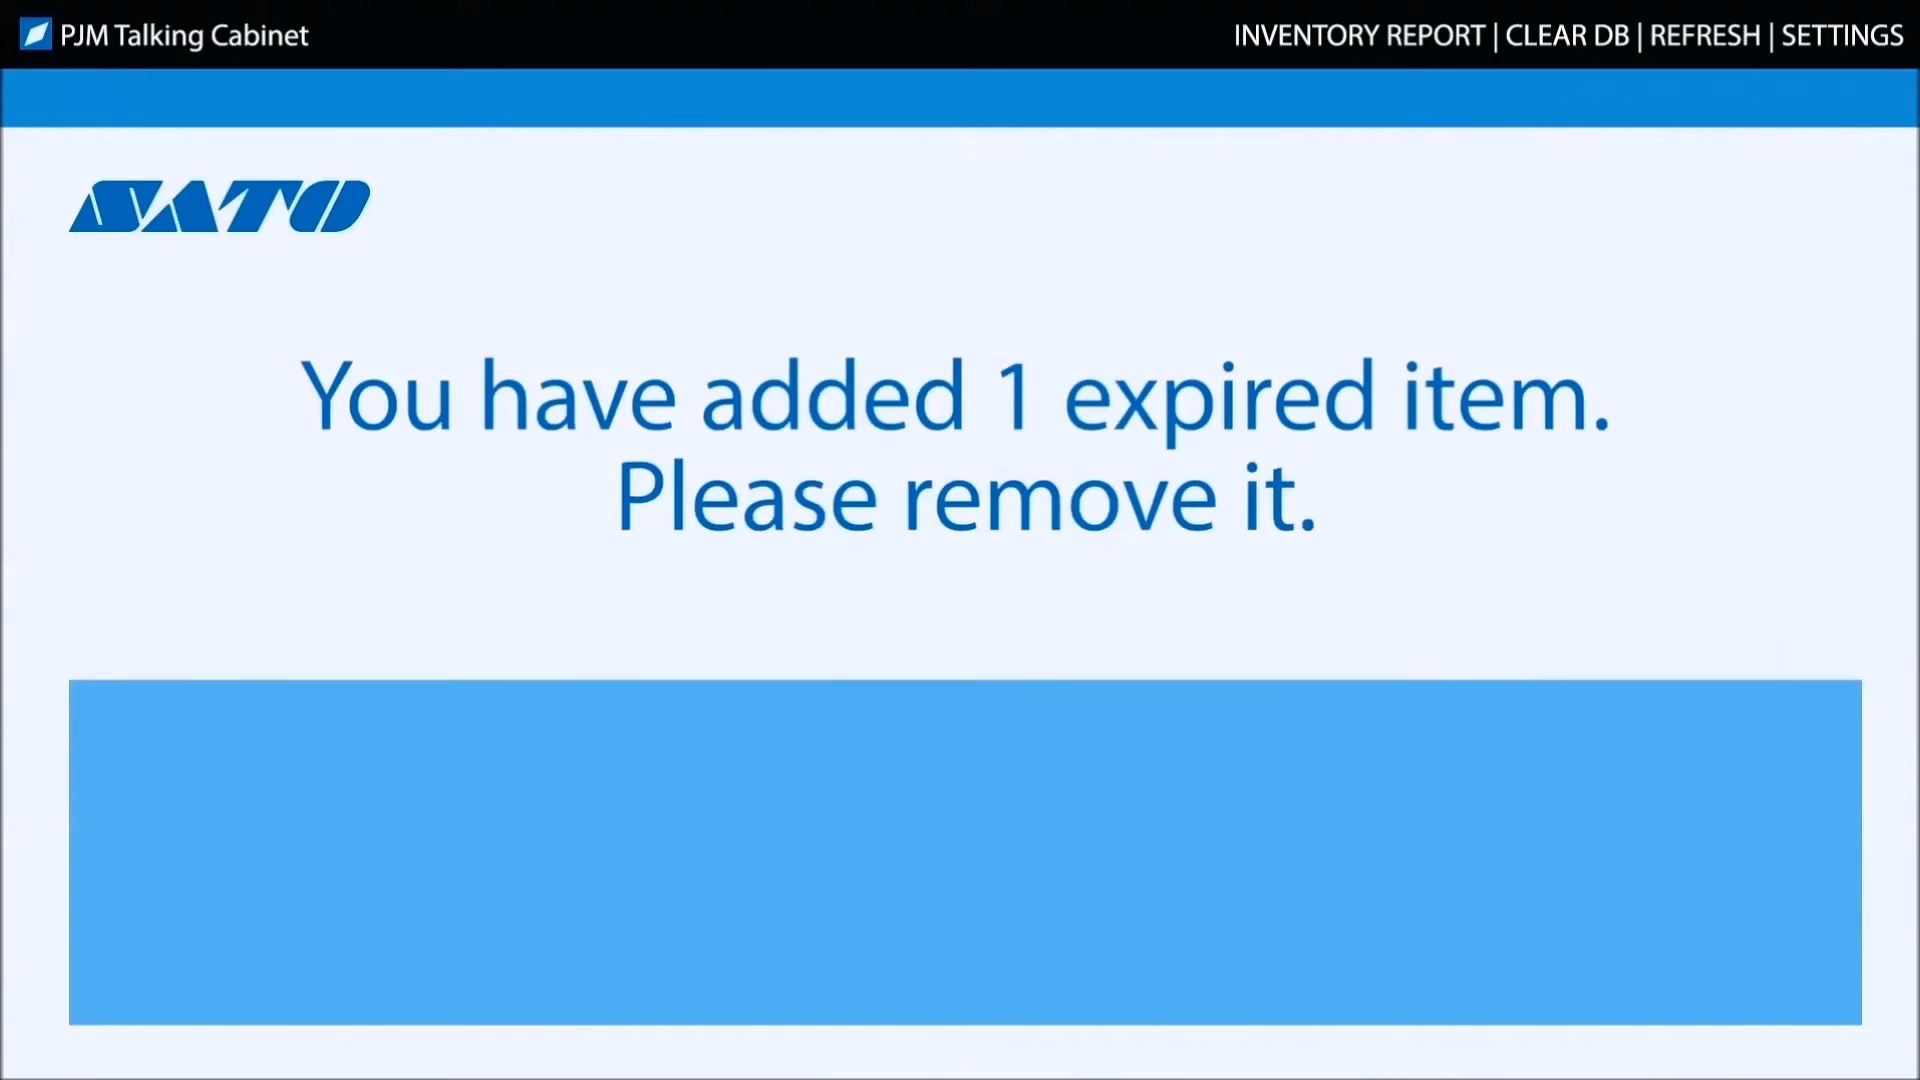 PJM Talking Cabinet
INVENTORY REPORT | CLEAR DB | REFRESH | SETTINGS
SATO
You have added 1 expired item.
Please remove it.